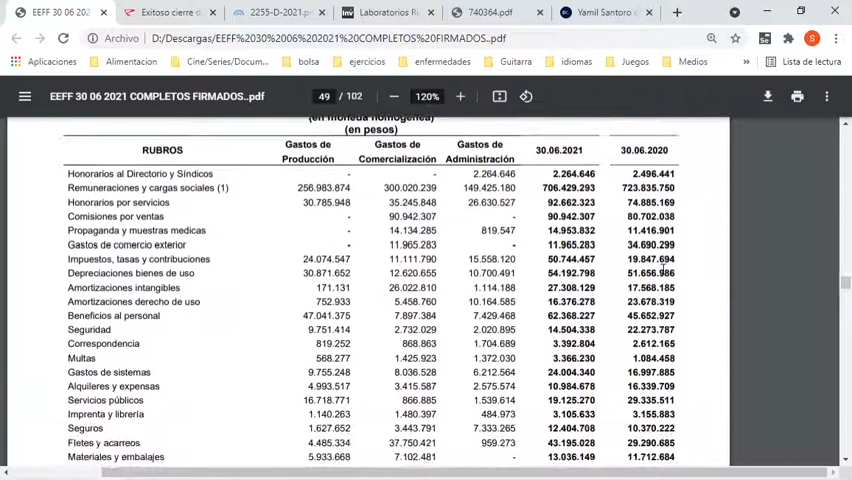 EEFF 30 06 2021
Exitoso cierre d
2255-D-2021.p
Laboratorios Ri
740364.pdf
Yamil Santoro c
Archivo D:/Descargas/EEFF%2030%2006%202021%20COMPLETOS%20FIRMADOS..pdf
Aplicaciones Alimentacion Cine/Series/Docum... bolsa ejercicios enfermedades Guitarra idiomas Juegos Medios » Lista de lectura
EEFF 30 06 2021 COMPLETOS FIRMADOS..pdf 49 / 102 120%
(en moneda homogénea)
(en pesos)
RUBROS Gastos de Producción Gastos de Comercialización Gastos de Administración 30.06.2021 30.06.2020
Honorarios al Directorio y Síndicos - - 2.264.646 2.264.646 2.496.441
Remuneraciones y cargas sociales (1) 256.983.874 300.020.239 149.425.180 706.429.293 723.835.750
Honorarios por servicios 30.785.948 35.245.848 26.630.527 92.662.323 74.885.169
Comisiones por ventas - 90.942.307 - 90.942.307 80.702.038
Propaganda y muestras medicas - 14.134.285 819.547 14.953.832 11.416.901
Gastos de comercio exterior - 11.965.283 - 11.965.283 34.690.299
Impuestos, tasas y contribuciones 24.074.547 11.111.790 15.558.120 50.744.457 19.847.694
Depreciaciones bienes de uso 30.871.652 12.620.655 10.700.491 54.192.798 51.656.986
Amortizaciones intangibles 171.131 26.022.810 1.114.188 27.308.129 17.568.185
Amortizaciones derecho de uso 752.933 5.458.760 10.164.585 16.376.278 23.678.319
Beneficios al personal 47.041.375 7.897.384 7.429.468 62.368.227 45.652.927
Seguridad 9.751.414 2.732.029 2.020.895 14.504.338 22.273.787
Correspondencia 819.252 868.863 1.704.689 3.392.804 2.612.165
Multas 568.277 1.425.923 1.372.030 3.366.230 1.084.458
Gastos de sistemas 9.755.248 8.036.528 6.212.564 24.004.340 16.997.885
Alquileres y expensas 4.993.517 3.415.587 2.575.574 10.984.678 16.339.709
Servicios públicos 16.718.771 866.885 1.539.614 19.125.270 29.335.511
Imprenta y librería 1.140.263 1.480.397 484.973 3.105.633 3.155.883
Seguros 1.627.652 3.443.791 7.333.265 12.404.708 10.370.222
Fletes y acarreos 4.485.334 37.750.421 959.273 43.195.028 29.290.685
Materiales y embalajes 5.933.668 7.102.481 - 13.036.149 11.712.684